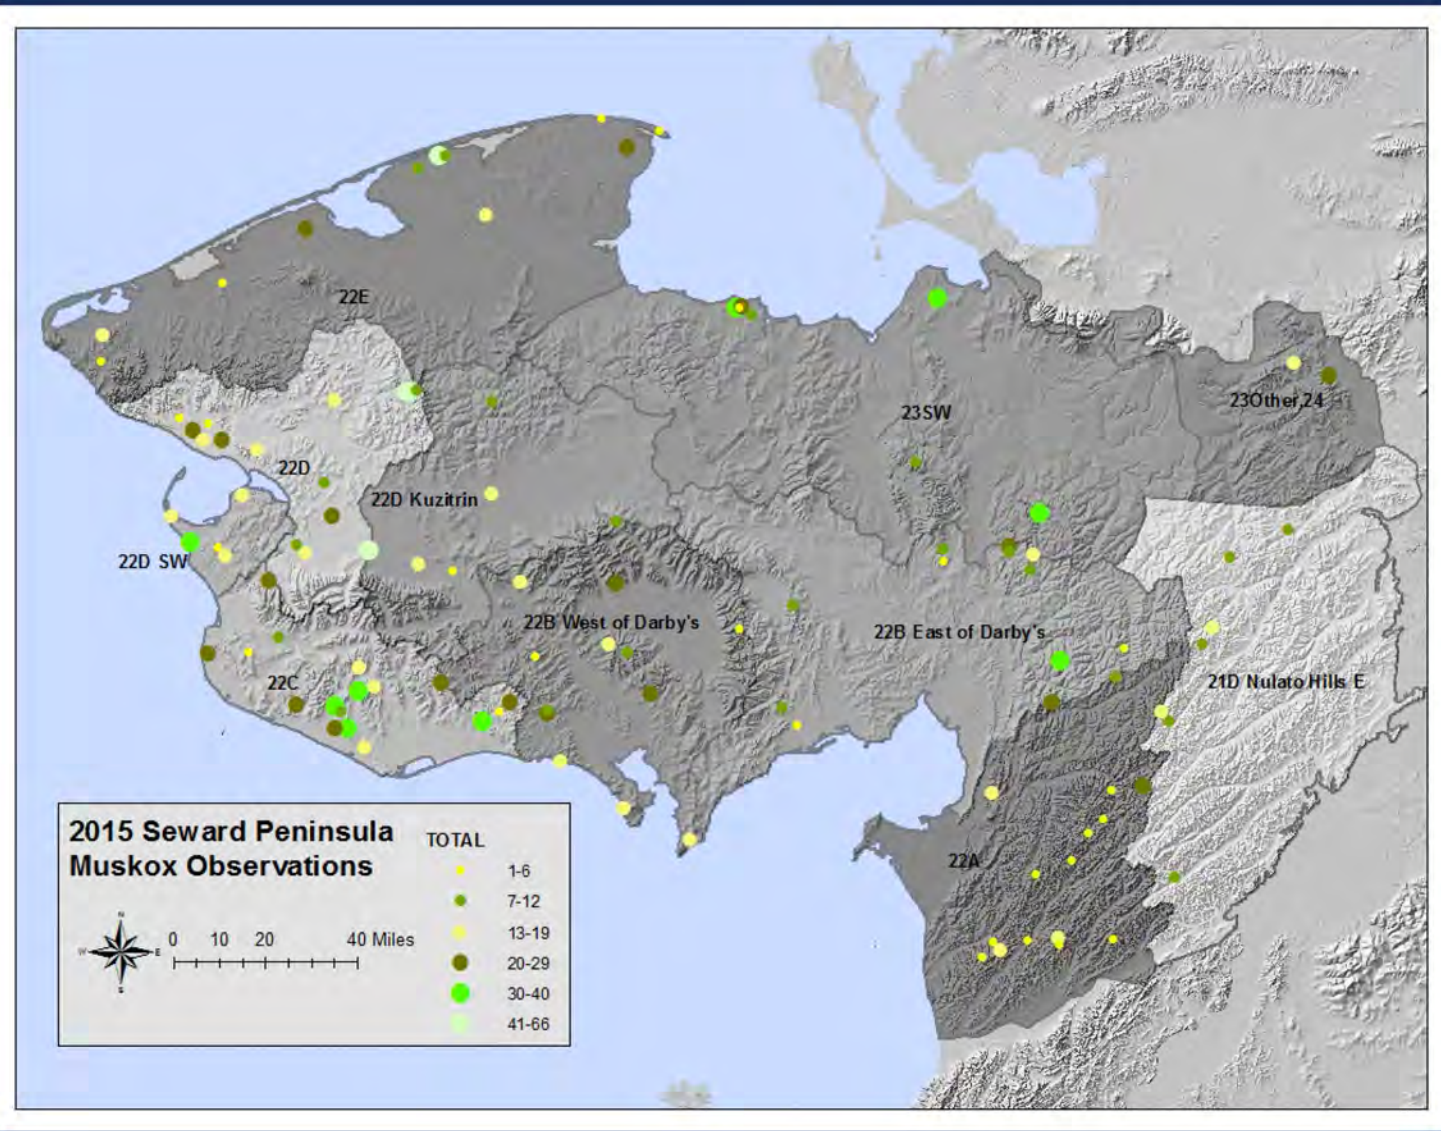 22E
23SW
23Other,24
22D
22D Kuzitrin
22D SW
22B West of Darby's
22B East of Darby's
22C
21D Nulato Hills E
22A
2015 Seward Peninsula
Muskox Observations
TOTAL
1-6
7-12
13-19
20-29
30-40
41-66
N
W
E
S
0 10 20 40 Miles